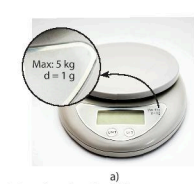 Max: 5 kg
d = 1 g
a)